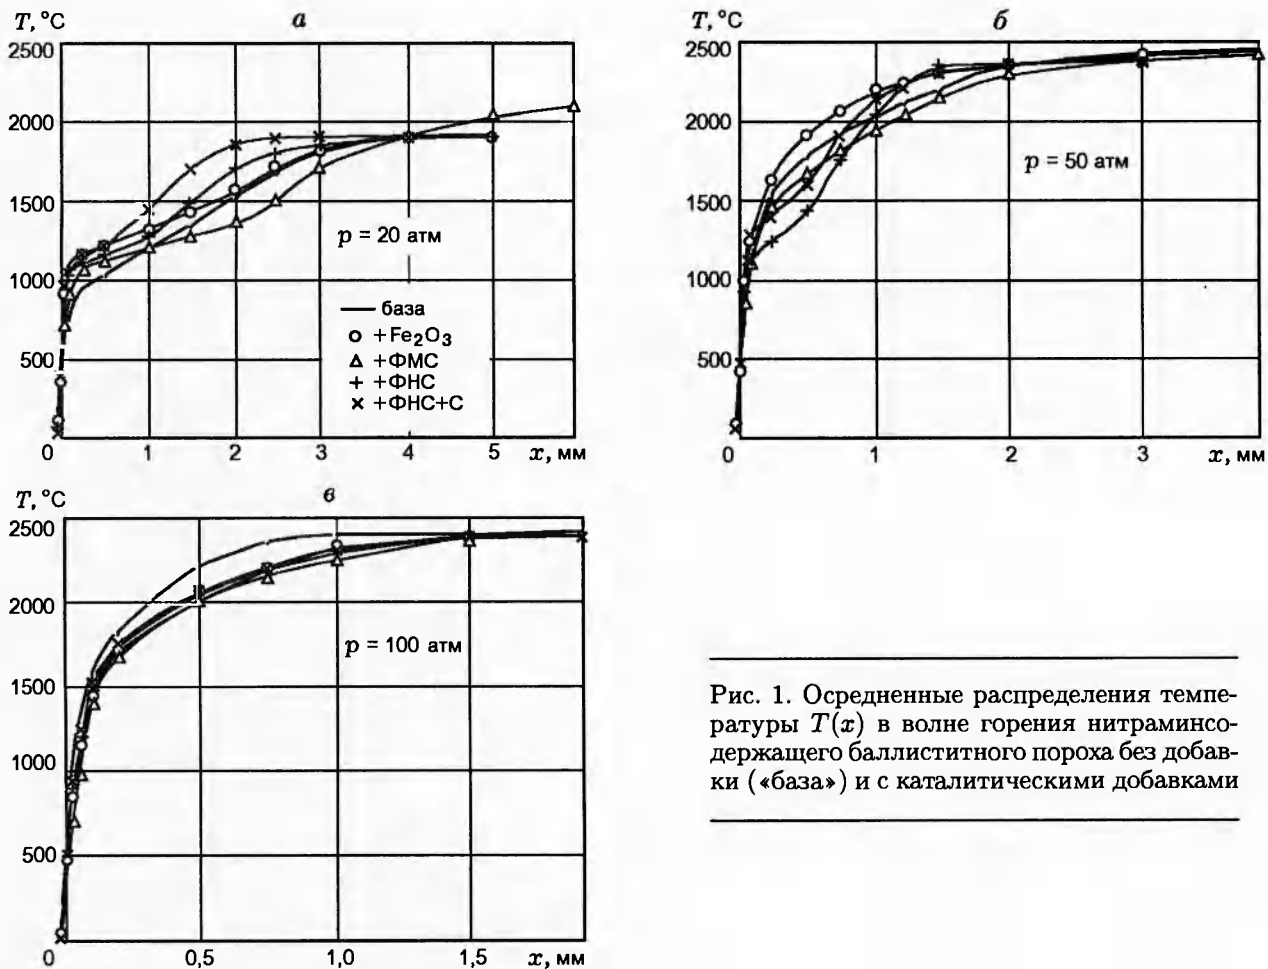 T, °C
а
2500
2000
1500
1000
500
0
1
2
3
4
5
x, мм
p = 20 атм
база
+Fe₂O₃
+ФМС
+ФНС
+ФНС+С
T, °C
б
2500
2000
1500
1000
500
0
1
2
3
x, мм
p = 50 атм
T, °C
в
2500
2000
1500
1000
500
0
0,5
1,0
1,5
x, мм
p = 100 атм
Рис. 1. Осредненные распределения темпе-
ратуры T(x) в волне горения нитраминсо-
держащего баллиститного пороха без добав-
ки («база») и с каталитическими добавками